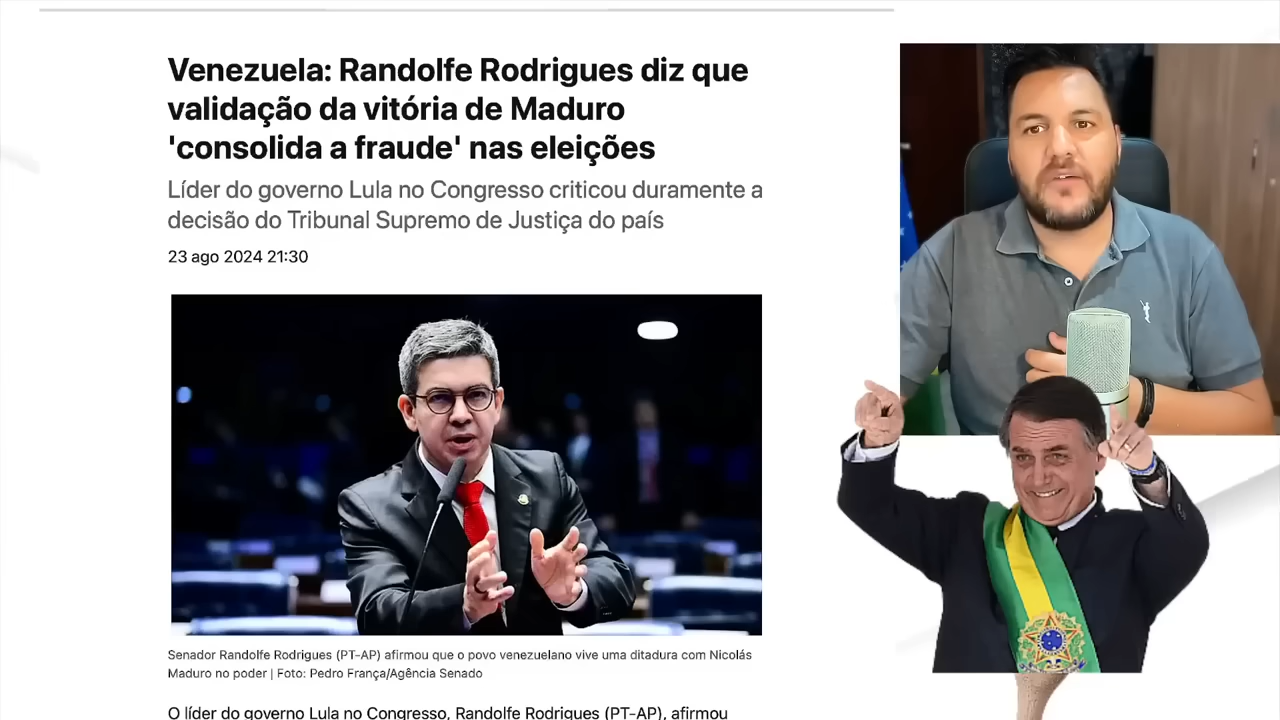 Venezuela: Randolfe Rodrigues diz que
validação da vitória de Maduro
'consolida a fraude' nas eleições
Líder do governo Lula no Congresso criticou duramente a
decisão do Tribunal Supremo de Justiça do país
23 ago 2024 21:30
Senador Randolfe Rodrigues (PT-AP) afirmou que o povo venezuelano vive uma ditadura com Nicolás
Maduro no poder | Foto: Pedro França/Agência Senado
O líder do governo Lula no Congresso, Randolfe Rodrigues (PT-AP), afirmou